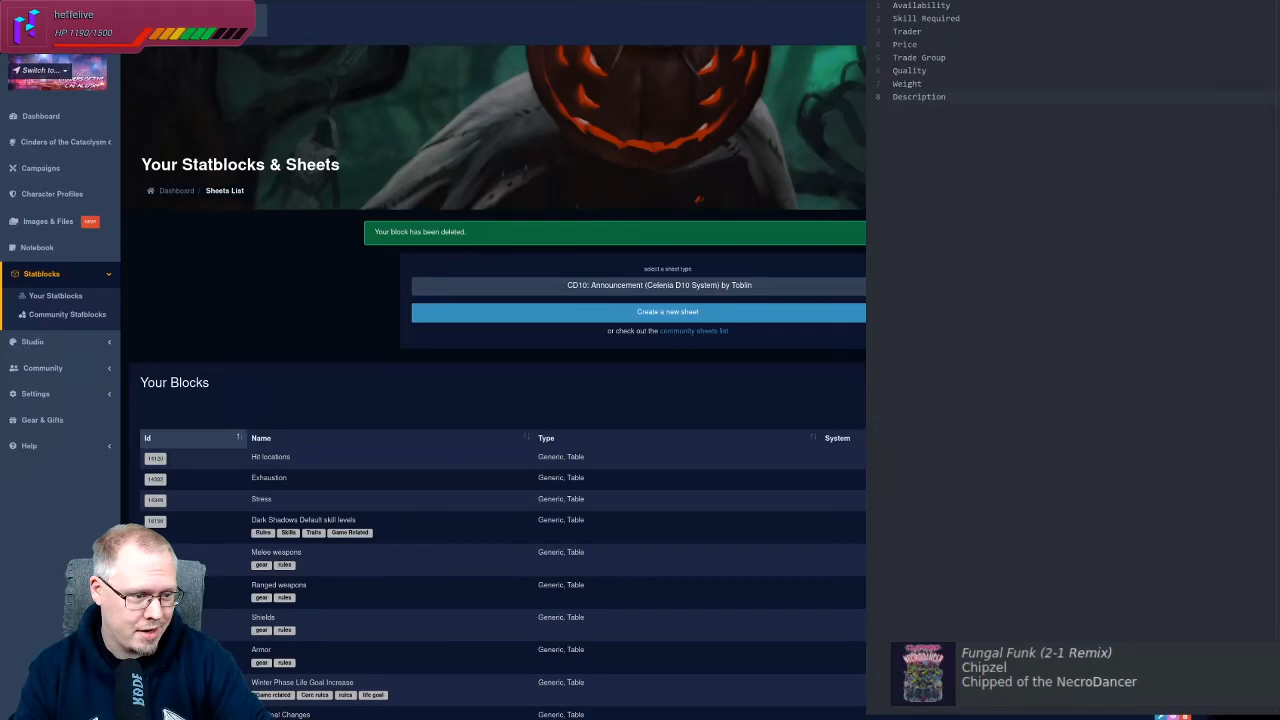 heffelive
HP 1190/1500
Switch to...
Dashboard
Cinders of the Cataclysm
Campaigns
Character Profiles
Images & Files NEW!
Notebook
Statblocks
Your Statblocks
Community Statblocks
Studio
Community
Settings
Gear & Gifts
Help
Your Statblocks & Sheets
Dashboard / Sheets List
Your block has been deleted.
select a sheet type
CD10: Announcement (Celenia D10 System) by Toblin
Create a new sheet
or check out the community sheets list
Your Blocks
Id Name Type System
14123 Hit locations Generic, Table
14332 Exhaustion Generic, Table
14346 Stress Generic, Table
16156 Dark Shadows Default skill levels Generic, Table
Rules Skills Traits Game Related
Melee weapons Generic, Table
gear rules
Ranged weapons Generic, Table
gear rules
Shields Generic, Table
gear rules
Armor Generic, Table
gear rules
Winter Phase Life Goal Increase Generic, Table
Game related Core rules rules life goal
Changes Generic, Table
RODE
1 Availability
2 Skill Required
3 Trader
4 Price
5 Trade Group
6 Quality
7 Weight
8 Description
Fungal Funk (2-1 Remix)
Chipzel
Chipped of the NecroDancer